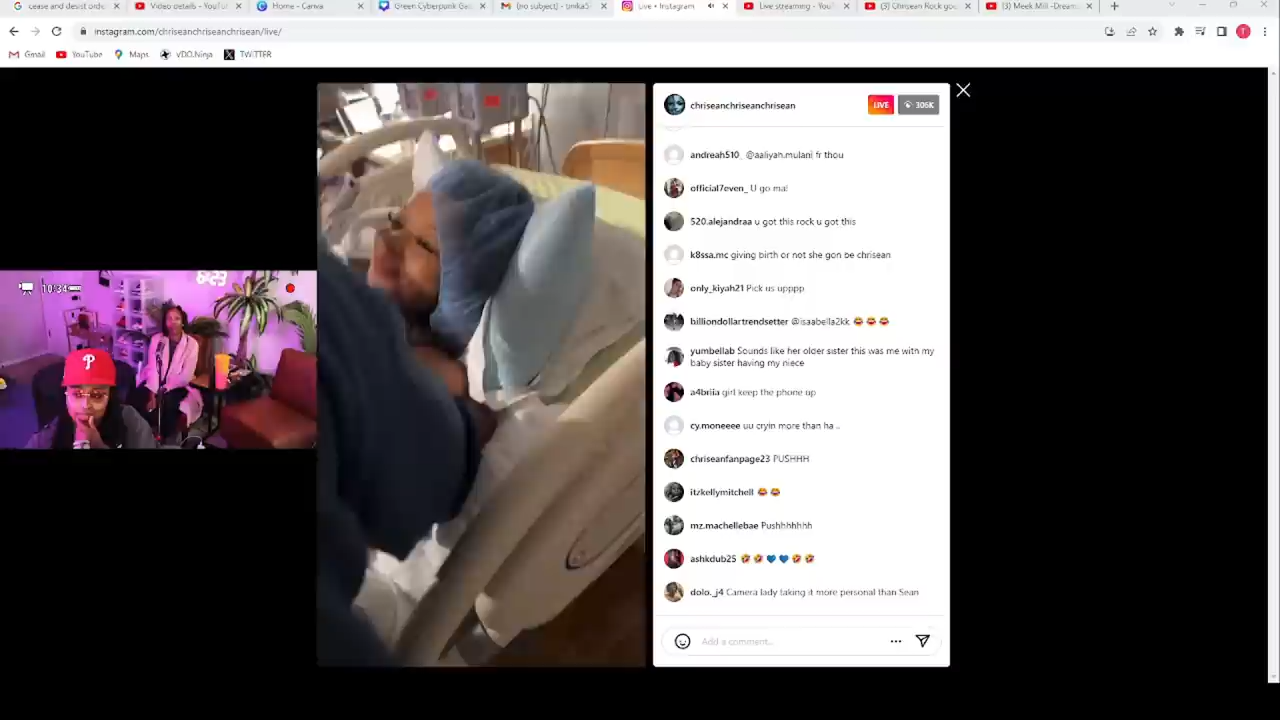 cease and desist orde
Video details - YouTu
Home - Canva
Green Cyberpunk Ga
(no subject) - tmika5
Live • Instagram
Live streaming - You
(3) Chrisean Rock go
(3) Meek Mill -Dream
instagram.com/chriseanchriseanchrisean/live/
Gmail
YouTube
Maps
VDO.Ninja
TWITTER
10:34
P
chriseanchriseanchrisean
LIVE
306K
andreah510_ @aaliyah.mulani fr thou
official7even_ U go ma!
520.alejandraa u got this rock u got this
k8ssa.mc giving birth or not she gon be chrisean
only_kiyah21 Pick us upppp
billiondollartrendsetter @isaabella2kk 😂😂😂
yumbellab Sounds like her older sister this was me with my
baby sister having my niece
a4briia girl keep the phone up
cy.moneeee uu cryin more than ha ..
chriseanfanpage23 PUSHHH
itzkellymitchell 😂😂
mz.machellebae Pushhhhhhh
ashkdub25 🤣🤣💙💙🤣🤣
dolo._j4 Camera lady taking it more personal than Sean
Add a comment...